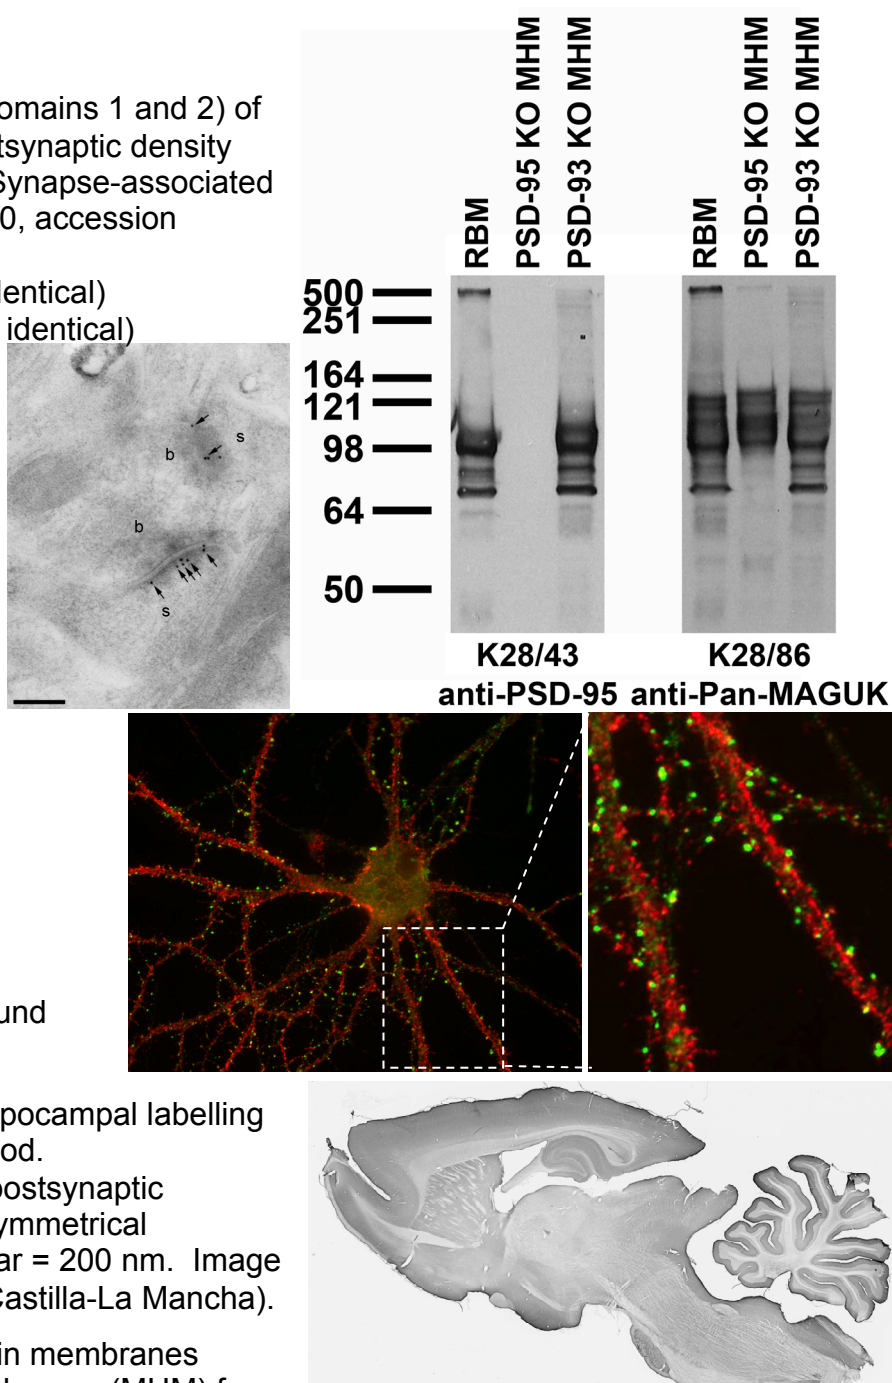 omains 1 and 2) of
tsynaptic density
Synapse-associated
0, accession
lentical)
identical)
RBM
PSD-95 KO MHM
PSD-93 KO MHM
RBM
PSD-95 KO MHM
PSD-93 KO MHM
500
251
164
121
98
64
50
K28/43
K28/86
anti-PSD-95 anti-Pan-MAGUK
s
b
b
s
und
pocampal labelling
od.
postsynaptic
symmetrical
ar = 200 nm. Image
Castilla-La Mancha).
in membranes
(MHM) f